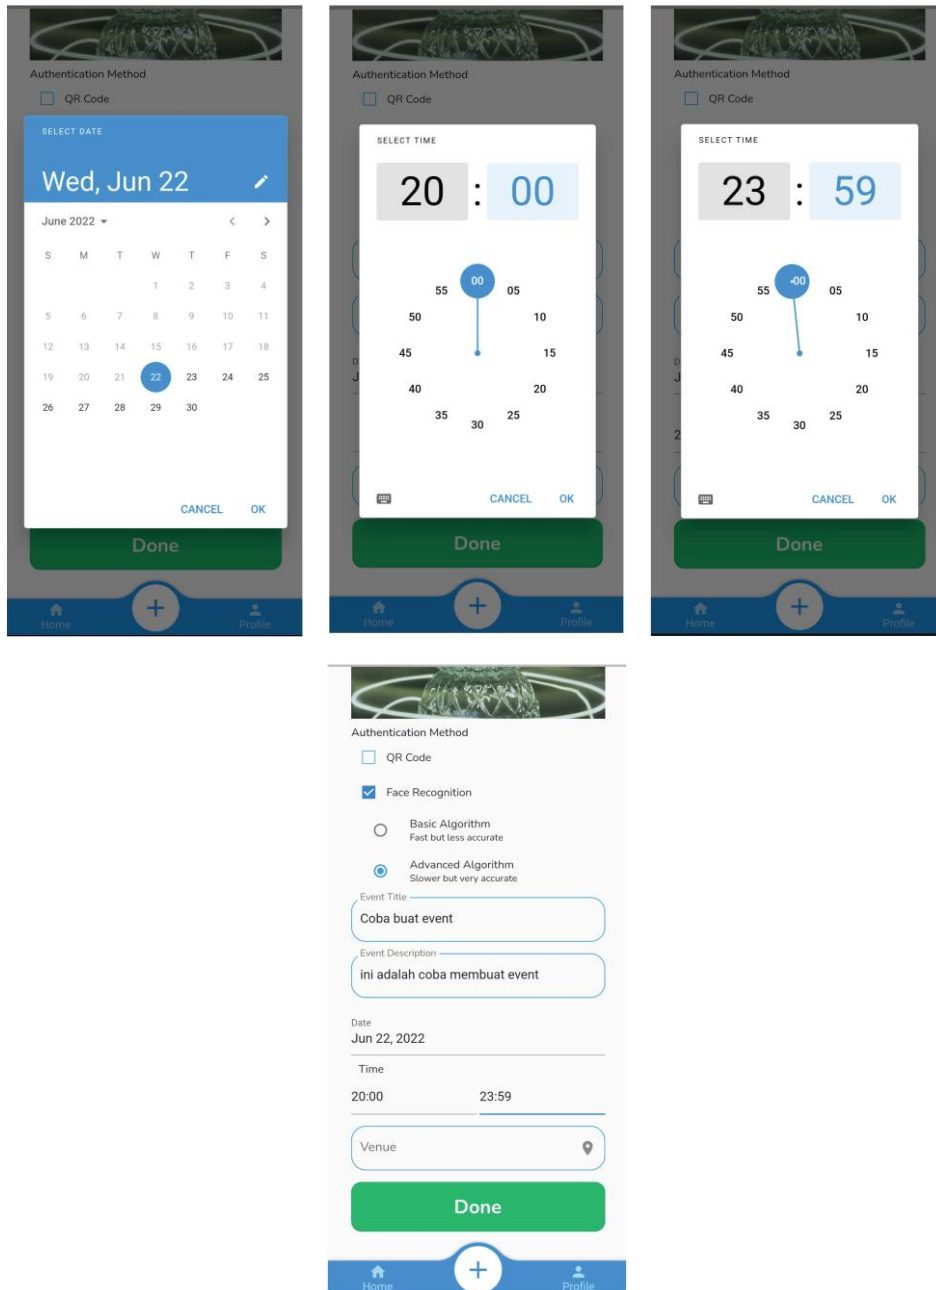 Authentication Method
QR Code
SELECT DATE
Wed, Jun 22
June 2022
S M T W T F S
1 2 3 4
5 6 7 8 9 10 11
12 13 14 15 16 17 18
19 20 21 22 23 24 25
26 27 28 29 30
CANCEL OK
Done
Home
Profile
Authentication Method
QR Code
SELECT TIME
20 : 00
00
55 05
50 10
45 15
40 20
35 25
30
CANCEL OK
Done
Home
Profile
Authentication Method
QR Code
SELECT TIME
23 : 59
00
55 05
50 10
45 15
40 20
35 25
30
CANCEL OK
Done
Home
Profile
Authentication Method
QR Code
Face Recognition
Basic Algorithm
Fast but less accurate
Advanced Algorithm
Slower but very accurate
Event Title
Coba buat event
Event Description
ini adalah coba membuat event
Date
Jun 22, 2022
Time
20:00 23:59
Venue
Done
Home
Profile